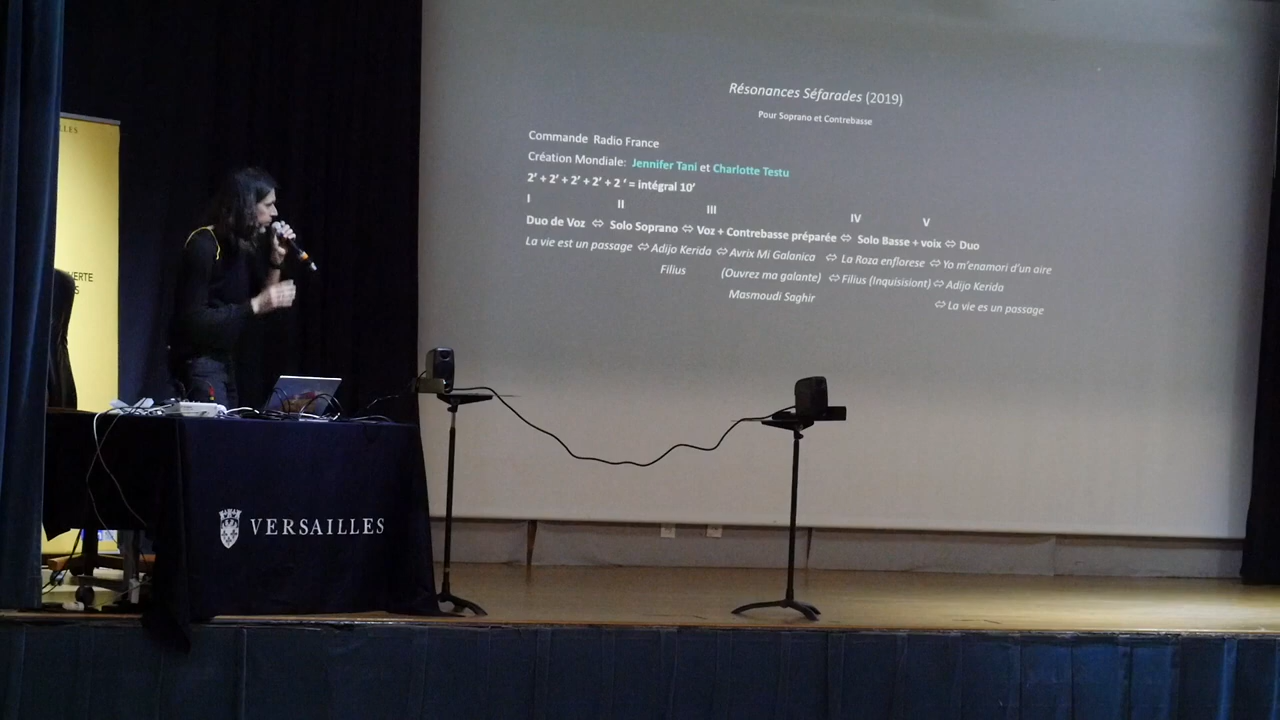 Résonances Séfarades (2019)
Pour Soprano et Contrebasse
Commande Radio France
Création Mondiale: Jennifer Tani et Charlotte Testu
2’ + 2’ + 2’ + 2’ + 2 ‘ = intégral 10’
I II III IV V
Duo de Voz ⇔ Solo Soprano ⇔ Voz + Contrebasse préparée ⇔ Solo Basse + voix ⇔ Duo
La vie est un passage ⇔ Adijo Kerida ⇔ Avrix Mi Galanica ⇔ La Roza enflorese ⇔ Yo m’enamori d’un aire
Filius (Ouvrez ma galante) ⇔ Filius (Inquisisiont) ⇔ Adijo Kerida
Masmoudi Saghir ⇔ La vie es un passage
VERSAILLES